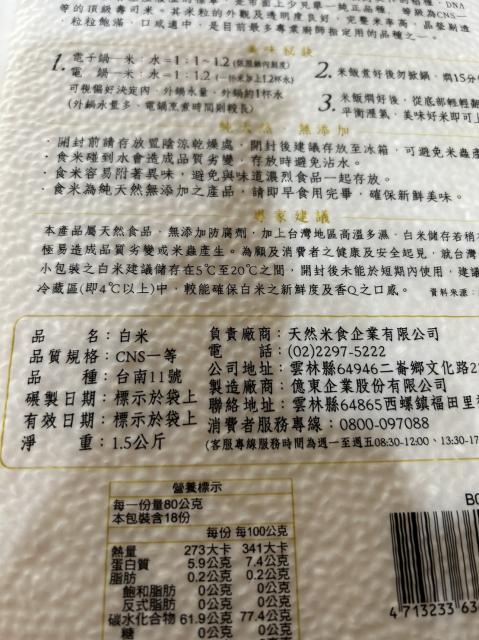 等的頂級壽司米。其米粒的外觀及透明度良好，完整米率高，品
粒粒飽滿，口感適中，是目前最多專業廚師指定用的品種之一
美味秘訣
1. 電子鍋─米：水=1：1~1.2(依照鍋內刻度)
電鍋─米：水=1：1.2 (一杯米加上1.2杯水)
可視偏好決定內、外鍋水量，外鍋約1杯水
(外鍋水量多、電鍋烹煮時間則較長)
2. 米飯煮好後勿掀鍋，燜15分
3. 米飯燜好後，從底部輕輕翻
平衡溼氣，美味好米即可上
純天然‧無添加
‧開封前請存放置陰涼乾燥處，開封後建議存放至冰箱，可避免米蟲產
‧食米碰到水會造成品質劣變，存放時避免沾水。
‧食米容易附著異味，避免與味道濃烈食品一起存放。
‧食米為純天然無添加之產品，請即早食用完畢，確保新鮮美味。
專家建議
本產品屬天然食品，無添加防腐劑，加上台灣地區高溫多濕，白米儲存若稍
極易造成品質劣變或米蟲產生。為顧及消費者之健康及安全起見，就台灣
小包裝之白米建議儲存在5℃至20℃之間，開封後未能於短期內使用，建議
冷藏區(即4℃以上)中，較能確保白米之新鮮度及香Q之口感。 資料來源：
品名：白米
品質規格：CNS一等
品種：台南11號
碾製日期：標示於袋上
有效日期：標示於袋上
淨重：1.5公斤
負責廠商：天然米食企業有限公司
電話：(02)2297-5222
公司地址：雲林縣64946二崙鄉文化路2
製造廠商：億東企業股份有限公司
聯絡地址：雲林縣64865西螺鎮福田里
消費者服務專線：0800-097088
(客服專線服務時間為週一至週五08:30-12:00、13:30-17
營養標示
每一份量80公克
本包裝含18份
每份 每100公克
熱量 273大卡 341大卡
蛋白質 5.9公克 7.4公克
脂肪 0.2公克 0.2公克
飽和脂肪 0公克 0公克
反式脂肪 0公克 0公克
碳水化合物 61.9公克 77.4公克
糖 0公克 0公克
4 713233 63